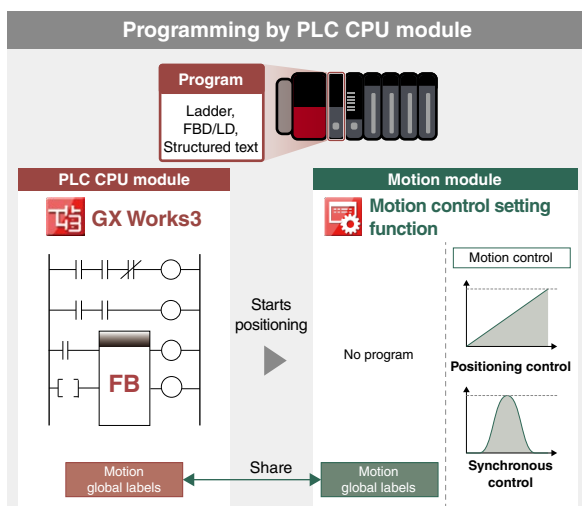 Programming by PLC CPU module
Program
Ladder,
FBD/LD,
Structured text
PLC CPU module
GX Works3
FB
Starts
positioning
Motion module
Motion control setting
function
No program
Motion control
Positioning control
Synchronous
control
Motion
global labels
Share
Motion
global labels